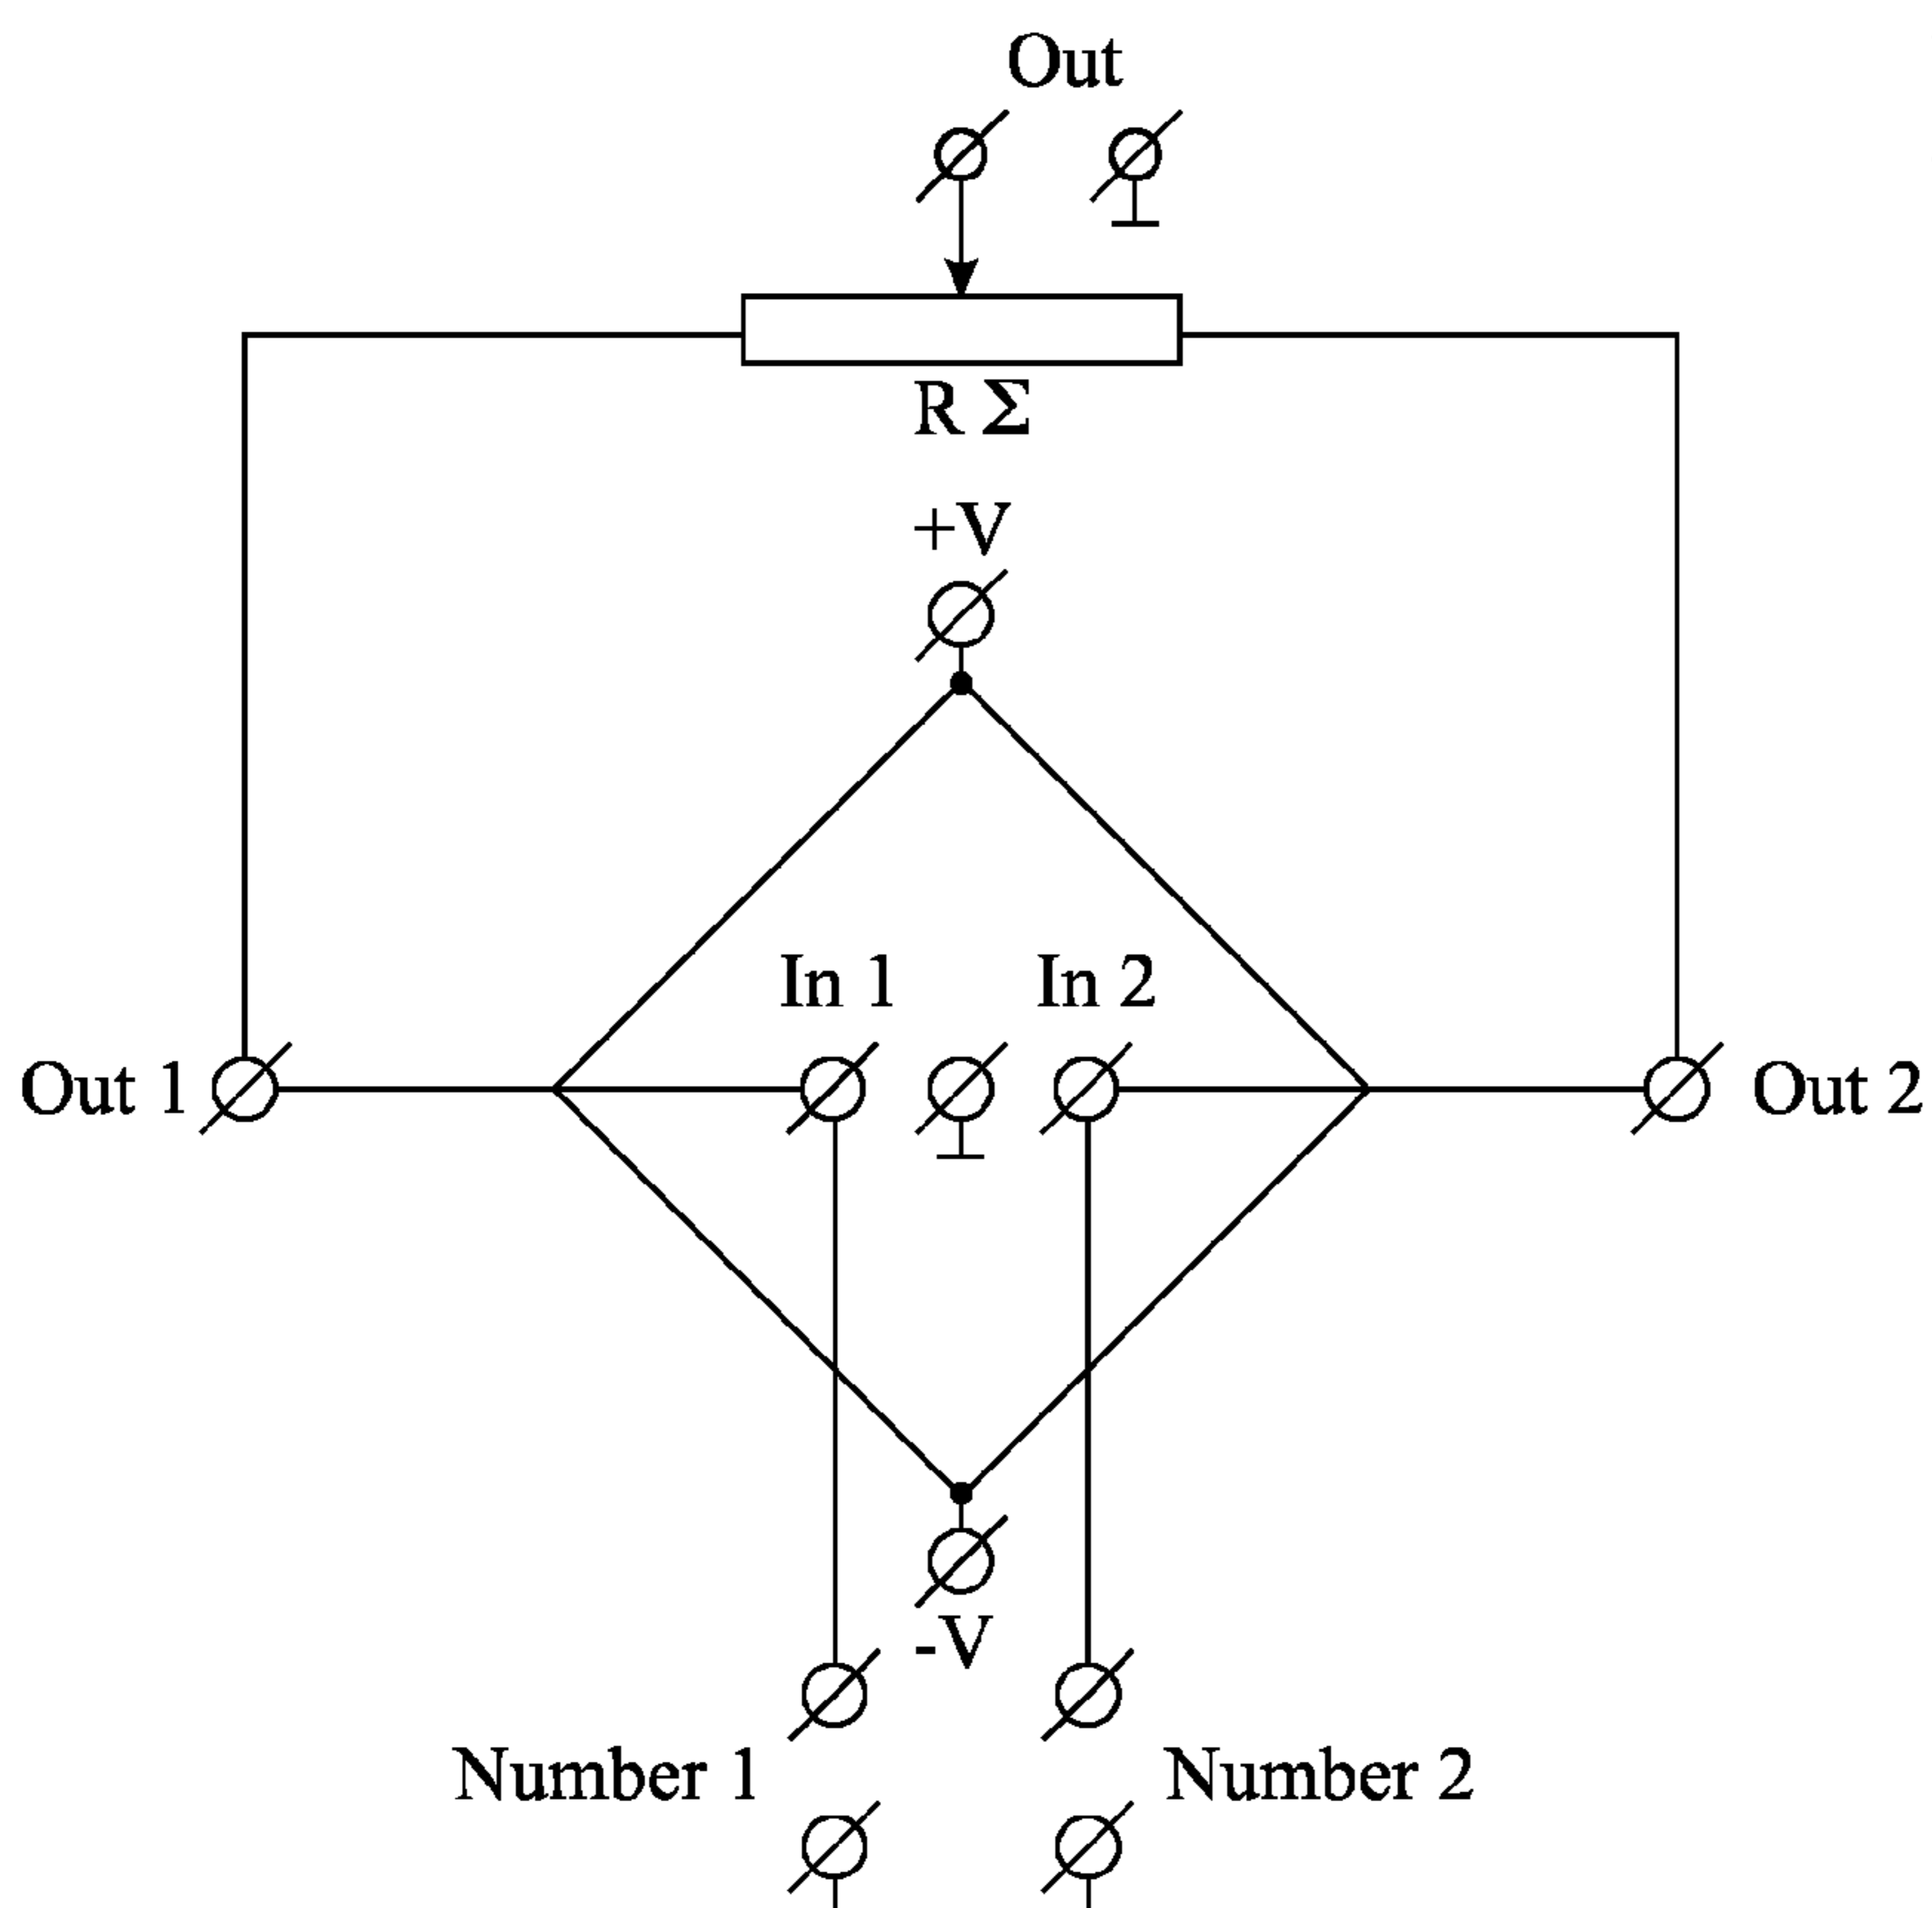 Out
R Σ
+V
In 1 In 2
Out 1 Out 2
-V
Number 1 Number 2